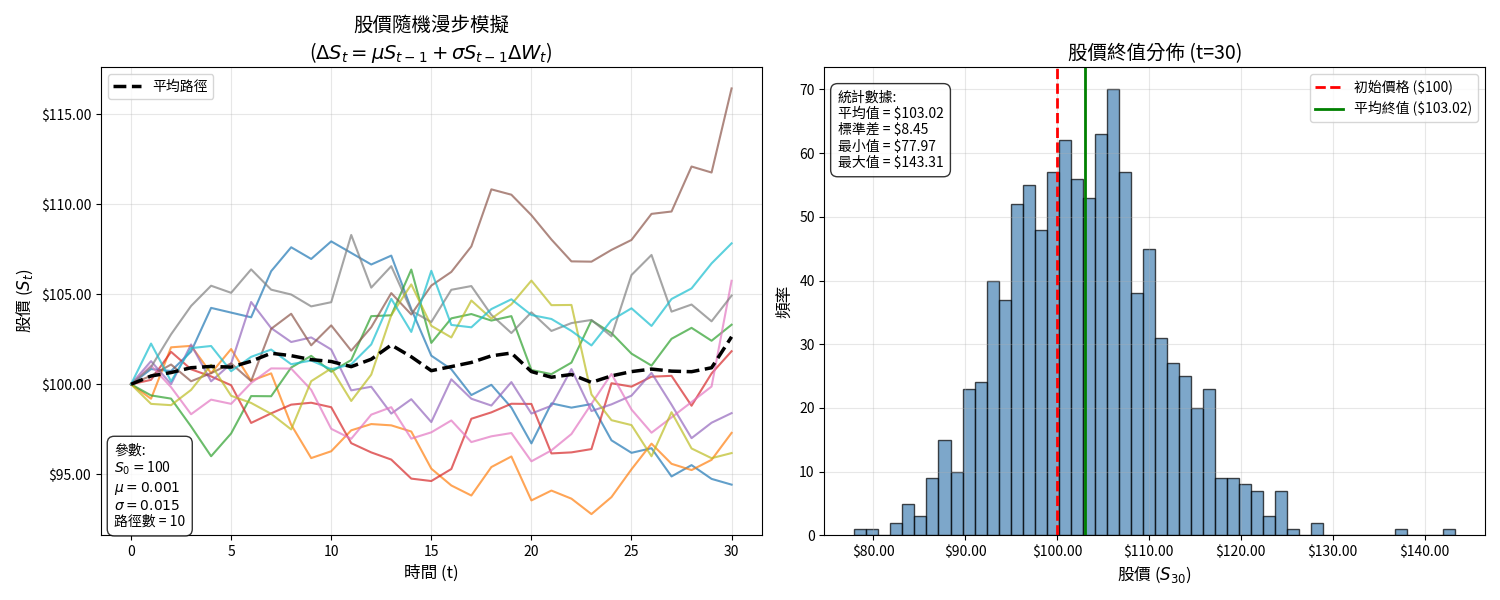 股價隨機漫步模擬
(ΔS_t = μS_{t−1} + σS_{t−1}ΔW_t)
平均路徑
$115.00
$110.00
$105.00
$100.00
$95.00
股價 (S_t)
參數:
S_0 = 100
μ = 0.001
σ = 0.015
路徑數 = 10
0 5 10 15 20 25 30
時間 (t)
股價終值分佈 (t=30)
統計數據:
平均值 = $103.02
標準差 = $8.45
最小值 = $77.97
最大值 = $143.31
初始價格 ($100)
平均終值 ($103.02)
70
60
50
40
30
20
10
0
頻率
$80.00 $90.00 $100.00 $110.00 $120.00 $130.00 $140.00
股價 (S_{30})